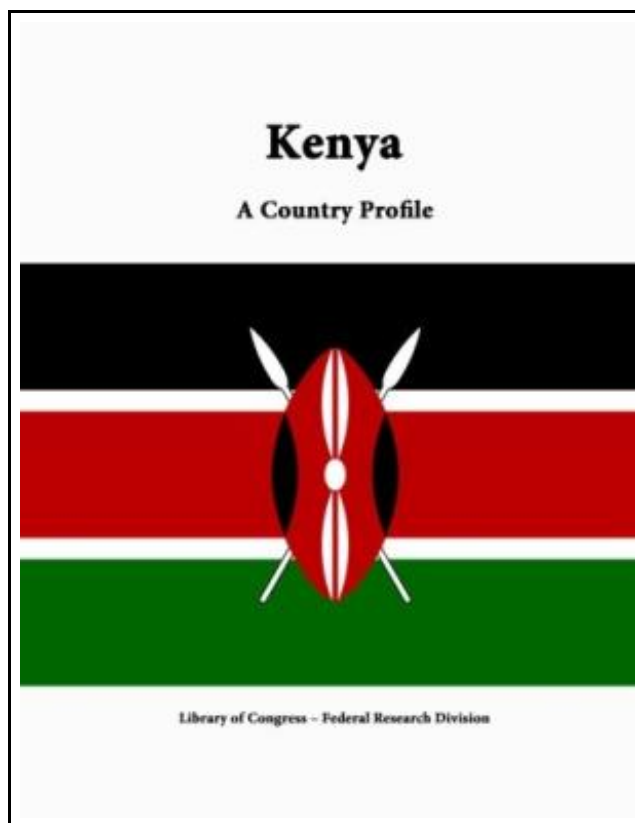 Kenya
A Country Profile
Library of Congress – Federal Research Division